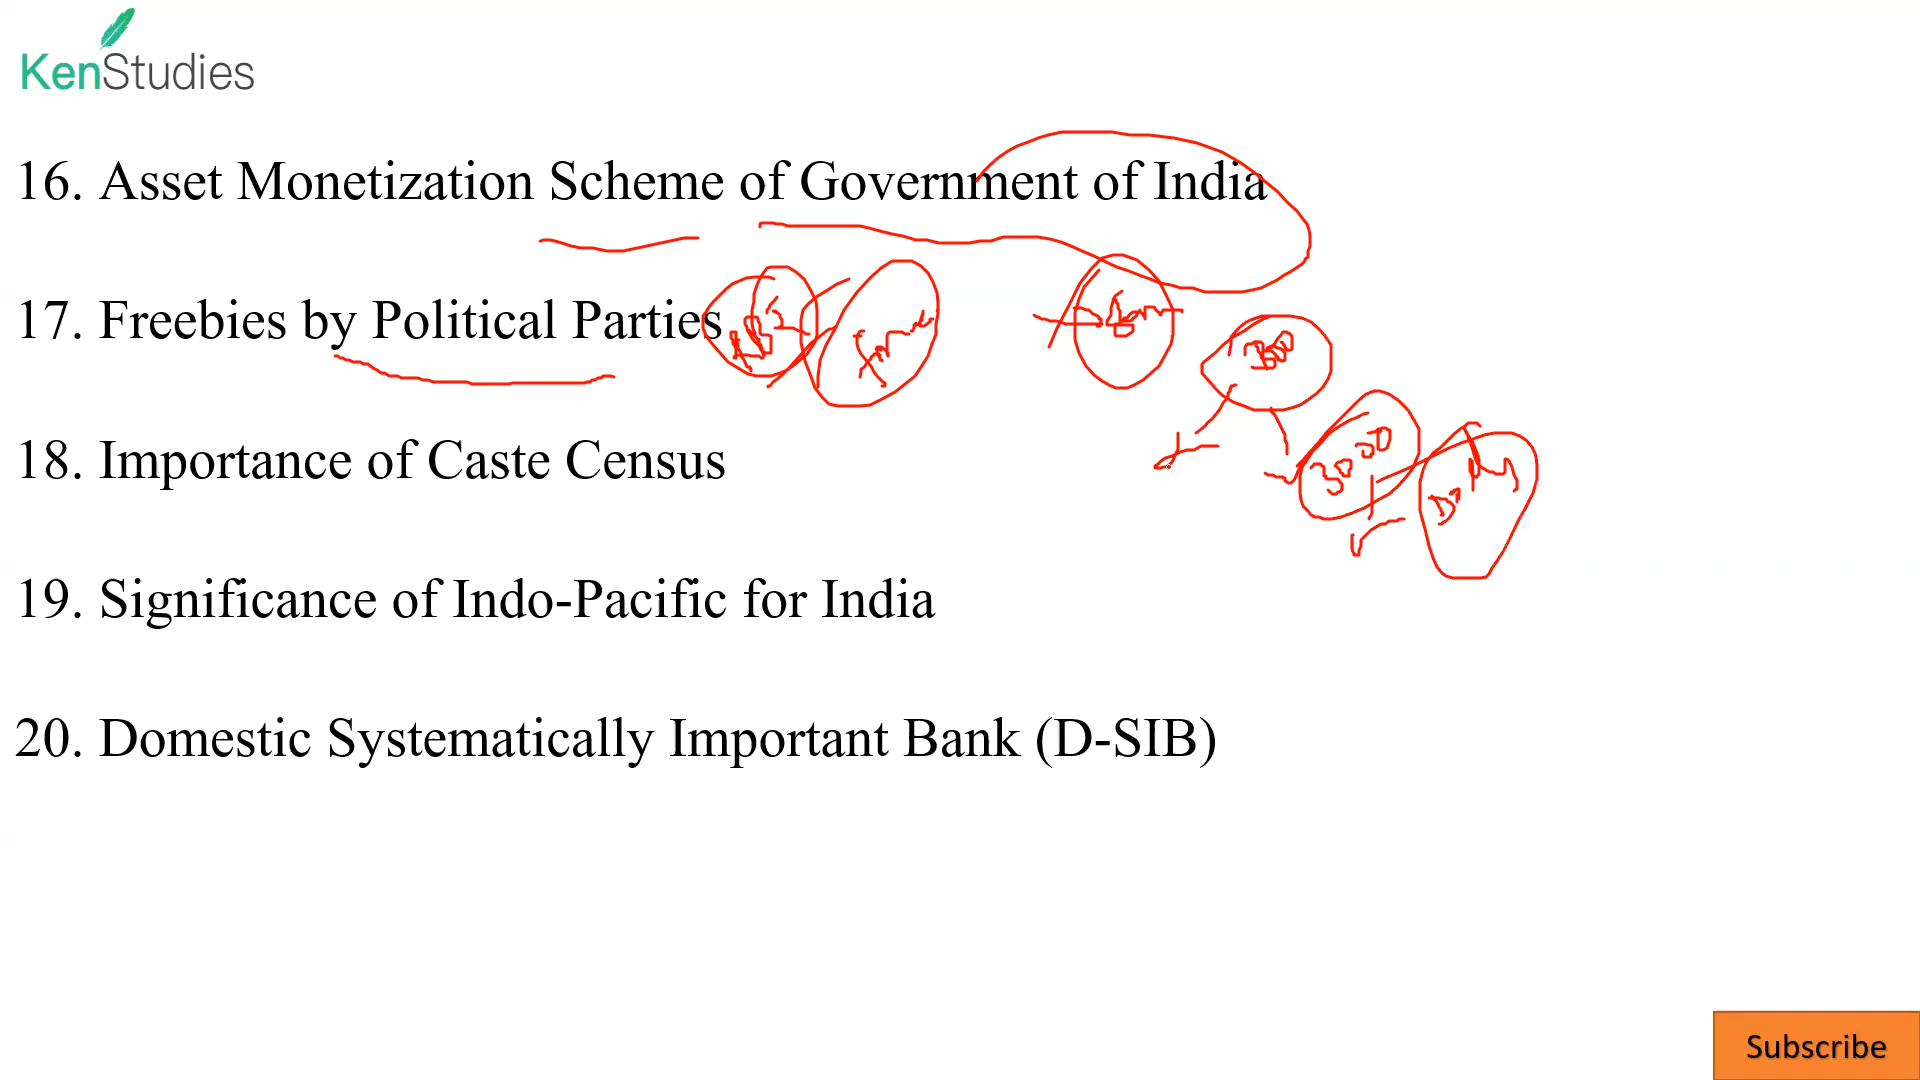 KenStudies
16. Asset Monetization Scheme of Government of India
17. Freebies by Political Parties
18. Importance of Caste Census
19. Significance of Indo-Pacific for India
20. Domestic Systematically Important Bank (D-SIB)
Subscribe